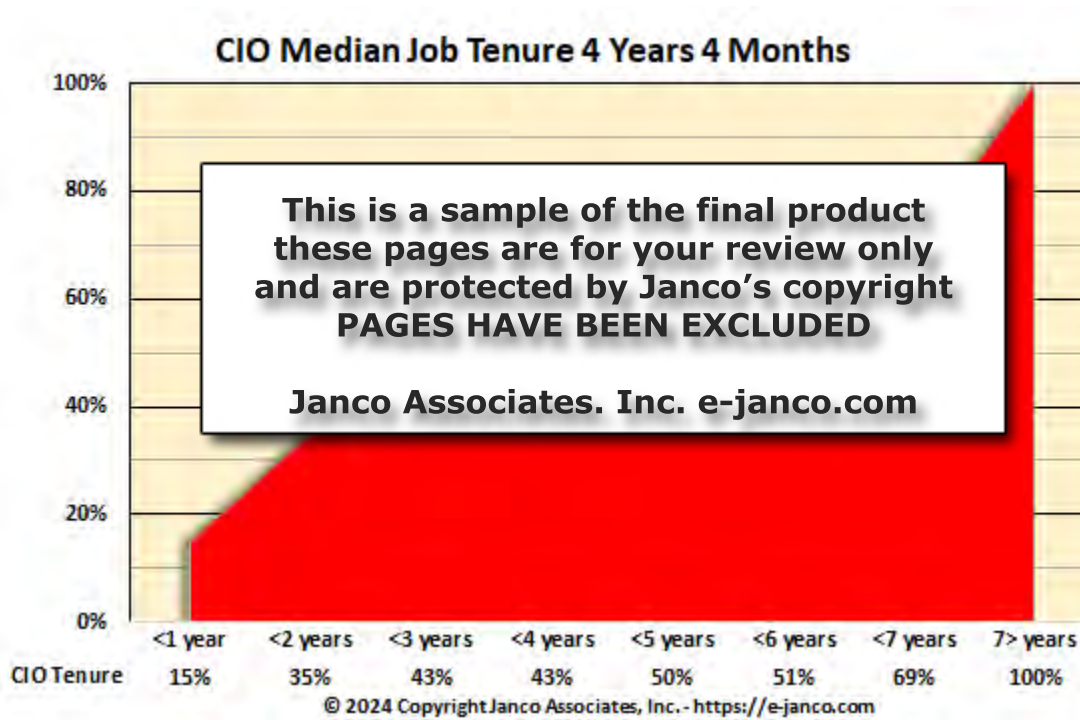 CIO Median Job Tenure 4 Years 4 Months
100%
80%
60%
40%
20%
0%
This is a sample of the final product
these pages are for your review only
and are protected by Janco’s copyright
PAGES HAVE BEEN EXCLUDED
Janco Associates. Inc. e-janco.com
<1 year <2 years <3 years <4 years <5 years <6 years <7 years 7> years
CIO Tenure 15% 35% 43% 43% 50% 51% 69% 100%
© 2024 Copyright Janco Associates, Inc. - https://e-janco.com